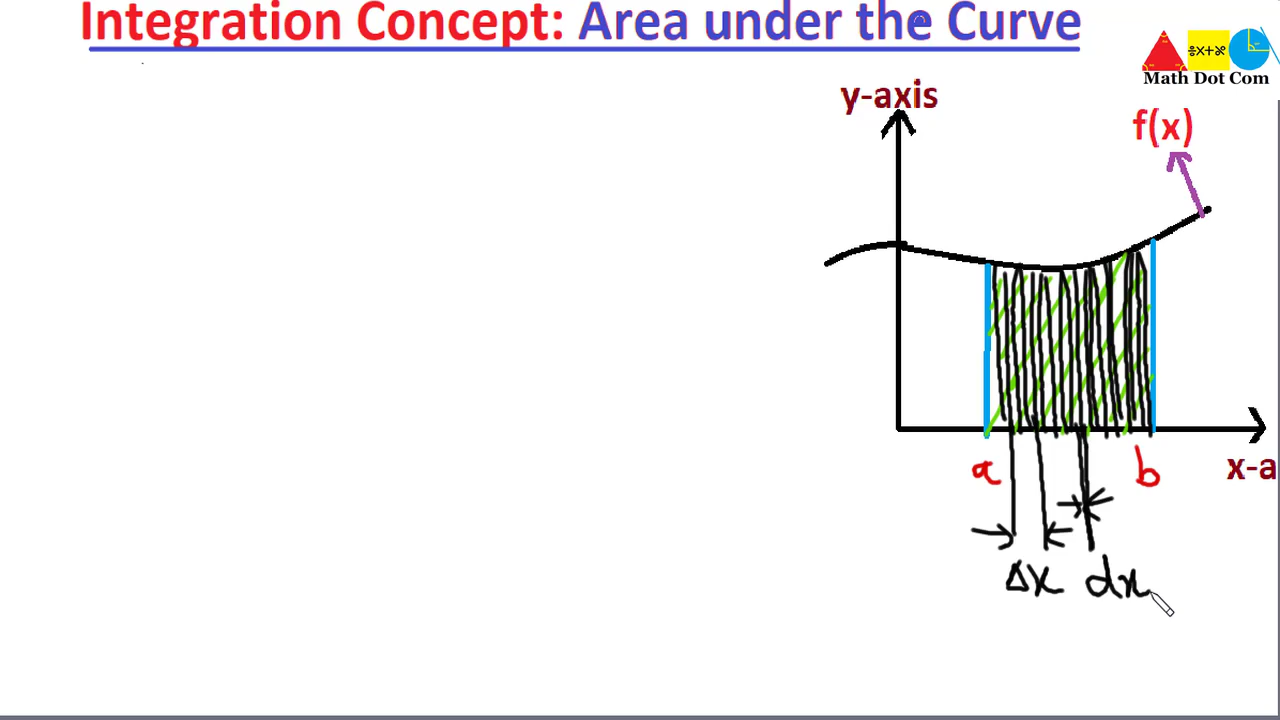 Integration Concept: Area under the Curve
÷x+
Math Dot Com
y-axis
f(x)
a
b
x-a
Δx
dx